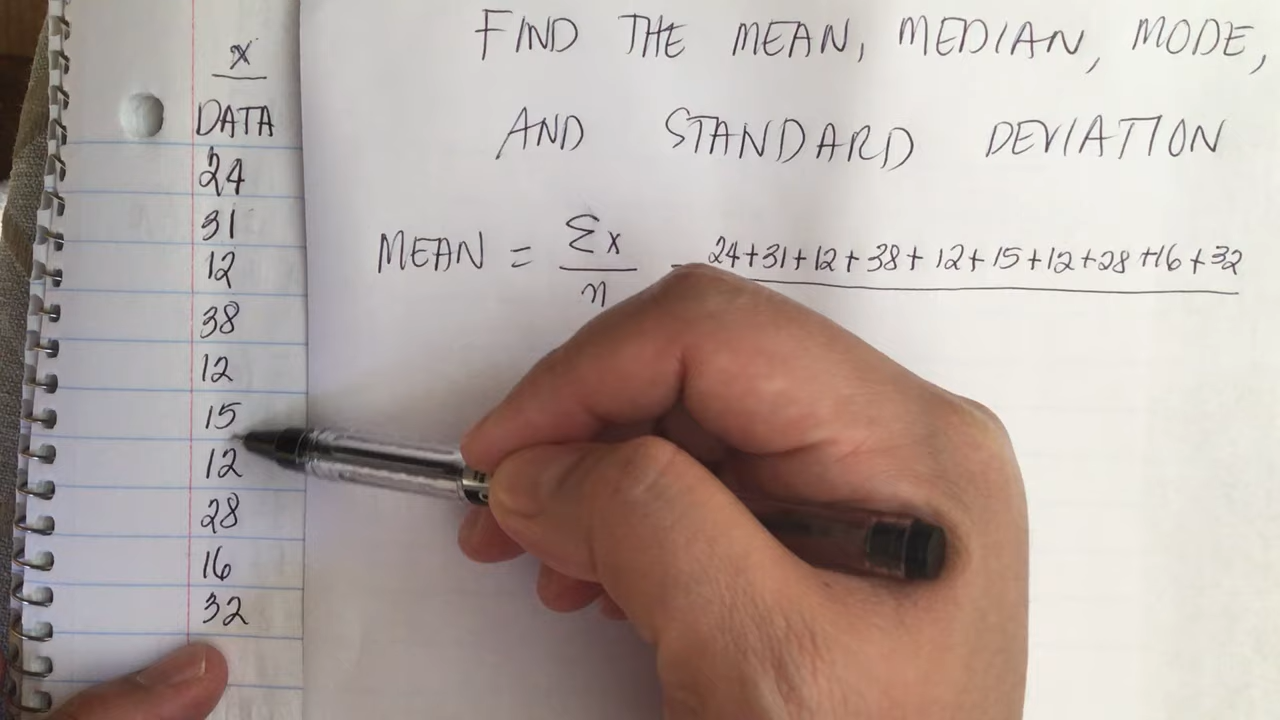 x
DATA
24
31
12
38
12
15
12
28
16
32
FIND THE MEAN, MEDIAN, MODE,
AND STANDARD DEVIATION
MEAN = Σx
n
24+31+12+38+12+15+12+28+16+32